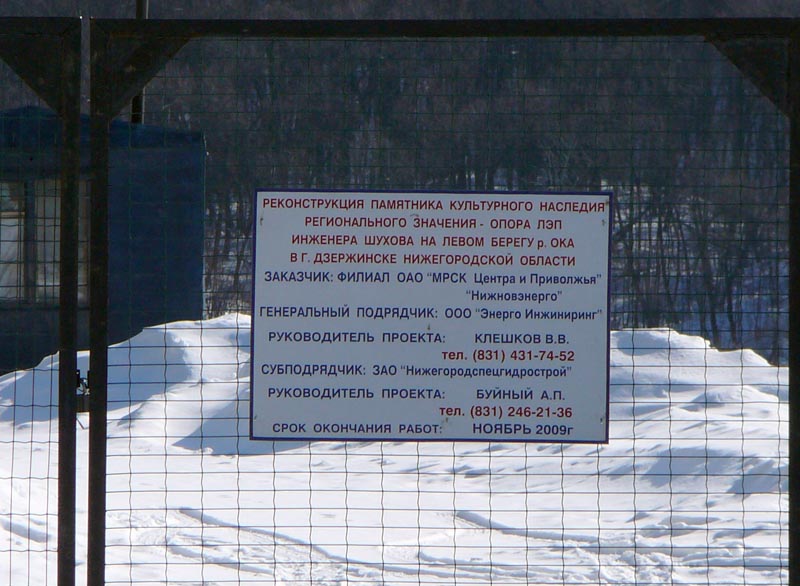 РЕКОНСТРУКЦИЯ ПАМЯТНИКА КУЛЬТУРНОГО НАСЛЕДИЯ
РЕГИОНАЛЬНОГО ЗНАЧЕНИЯ - ОПОРА ЛЭП
ИНЖЕНЕРА ШУХОВА НА ЛЕВОМ БЕРЕГУ р. ОКА
В Г. ДЗЕРЖИНСКЕ НИЖЕГОРОДСКОЙ ОБЛАСТИ
ЗАКАЗЧИК: ФИЛИАЛ ОАО "МРСК Центра и Приволжья"
"Нижновэнерго"
ГЕНЕРАЛЬНЫЙ ПОДРЯДЧИК: ООО "Энерго Инжиниринг"
РУКОВОДИТЕЛЬ ПРОЕКТА: КЛЕШКОВ В.В.
тел. (831) 431-74-52
СУБПОДРЯДЧИК: ЗАО "Нижегородспецгидрострой"
РУКОВОДИТЕЛЬ ПРОЕКТА: БУЙНЫЙ А.П.
тел. (831) 246-21-36
СРОК ОКОНЧАНИЯ РАБОТ: НОЯБРЬ 2009г